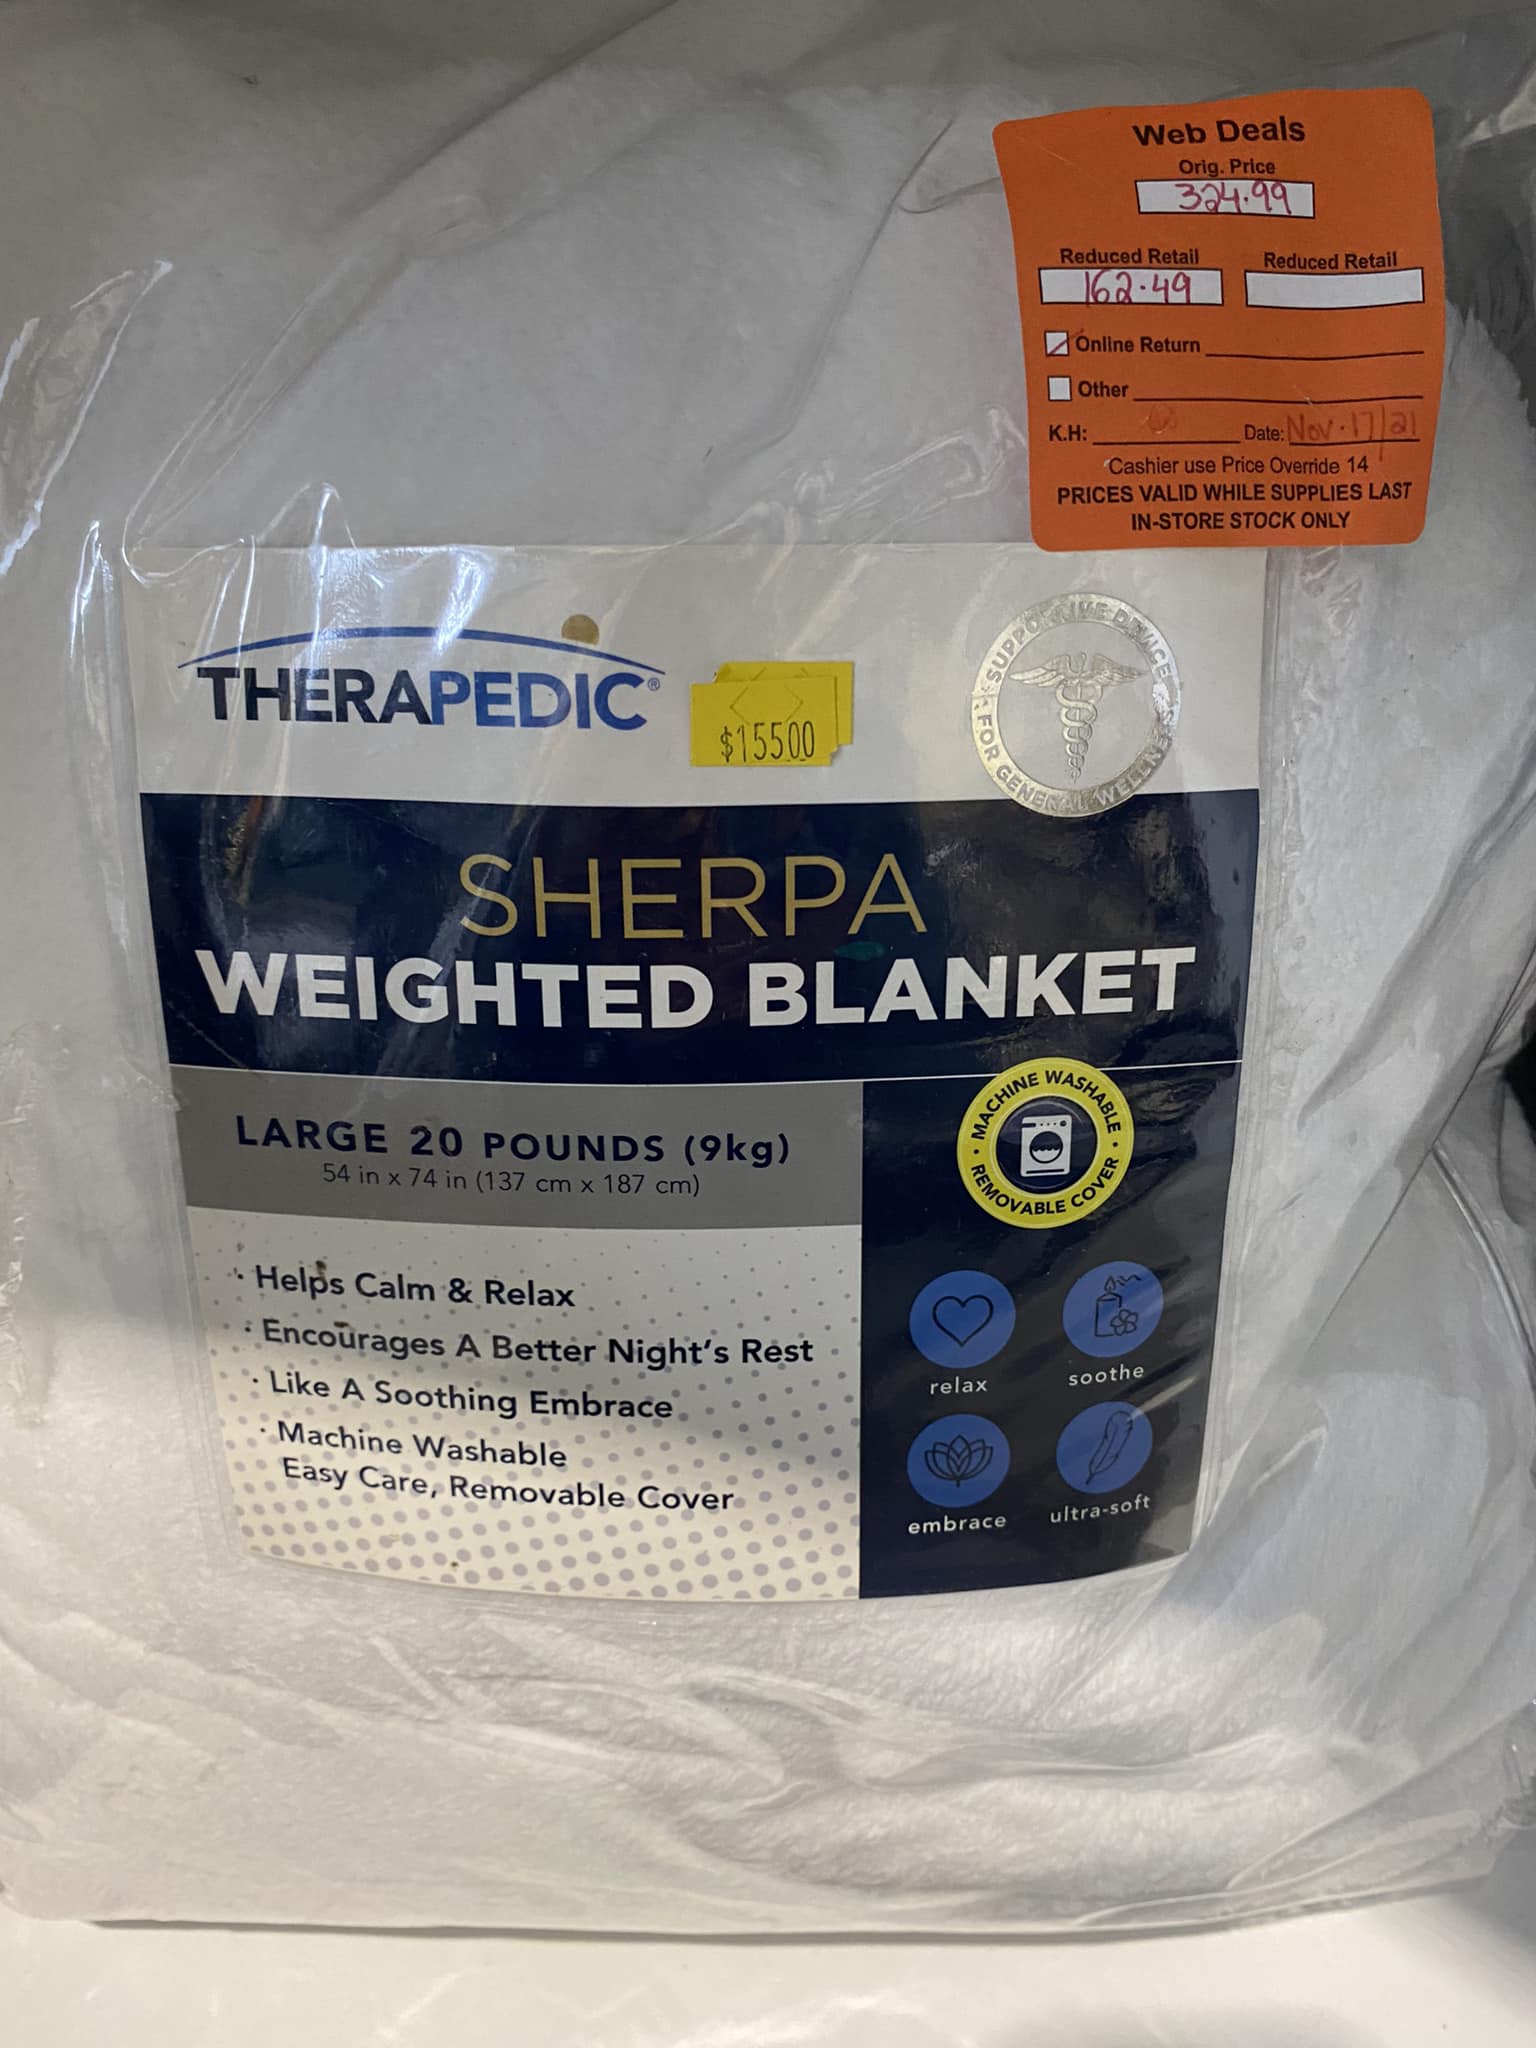 Web Deals
Orig. Price
324.99
Reduced Retail Reduced Retail
162.49
Online Return
Other
K.H: Date: Nov. 17/21
Cashier use Price Override 14
PRICES VALID WHILE SUPPLIES LAST
IN-STORE STOCK ONLY
THERAPEDIC®
$155.00
SUPPORTIVE DEVICE
FOR GENERAL WELLNESS
SHERPA
WEIGHTED BLANKET
LARGE 20 POUNDS (9kg)
54 in x 74 in (137 cm x 187 cm)
MACHINE WASHABLE
REMOVABLE COVER
· Helps Calm & Relax
· Encourages A Better Night's Rest
· Like A Soothing Embrace
· Machine Washable
Easy Care, Removable Cover
relax
soothe
embrace
ultra-soft